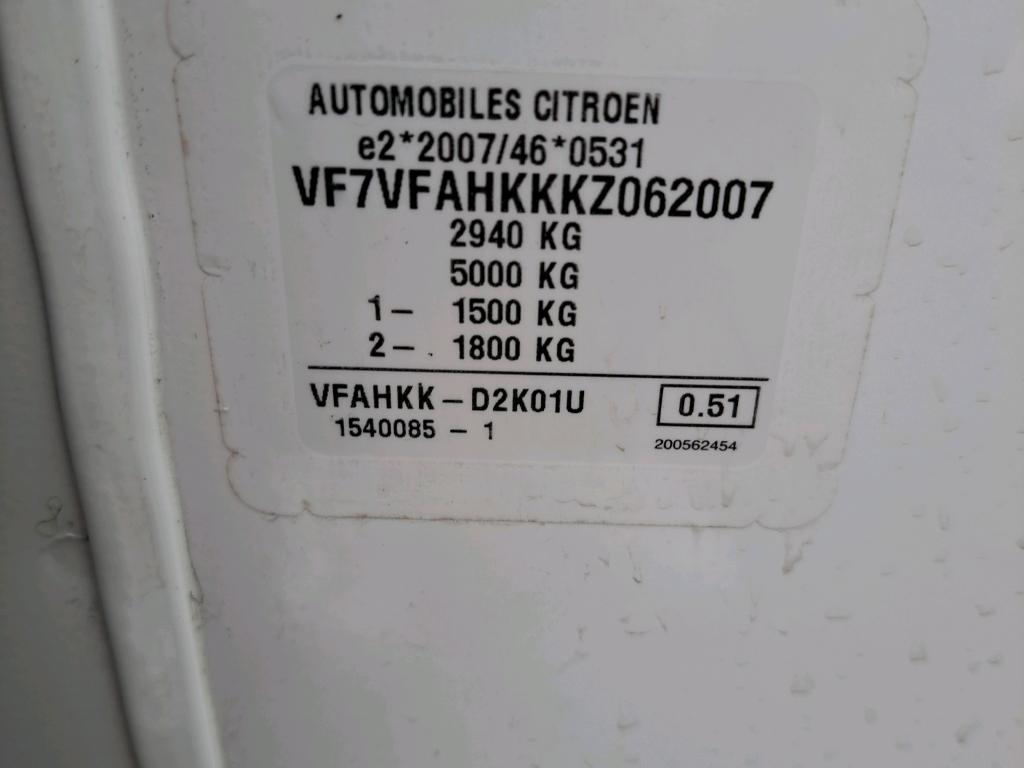 AUTOMOBILES CITROEN
e2*2007/46*0531
VF7VFAHKKKZ062007
2940 KG
5000 KG
1- 1500 KG
2- 1800 KG
VFAHKK-D2K01U 0.51
1540085 - 1 200562454